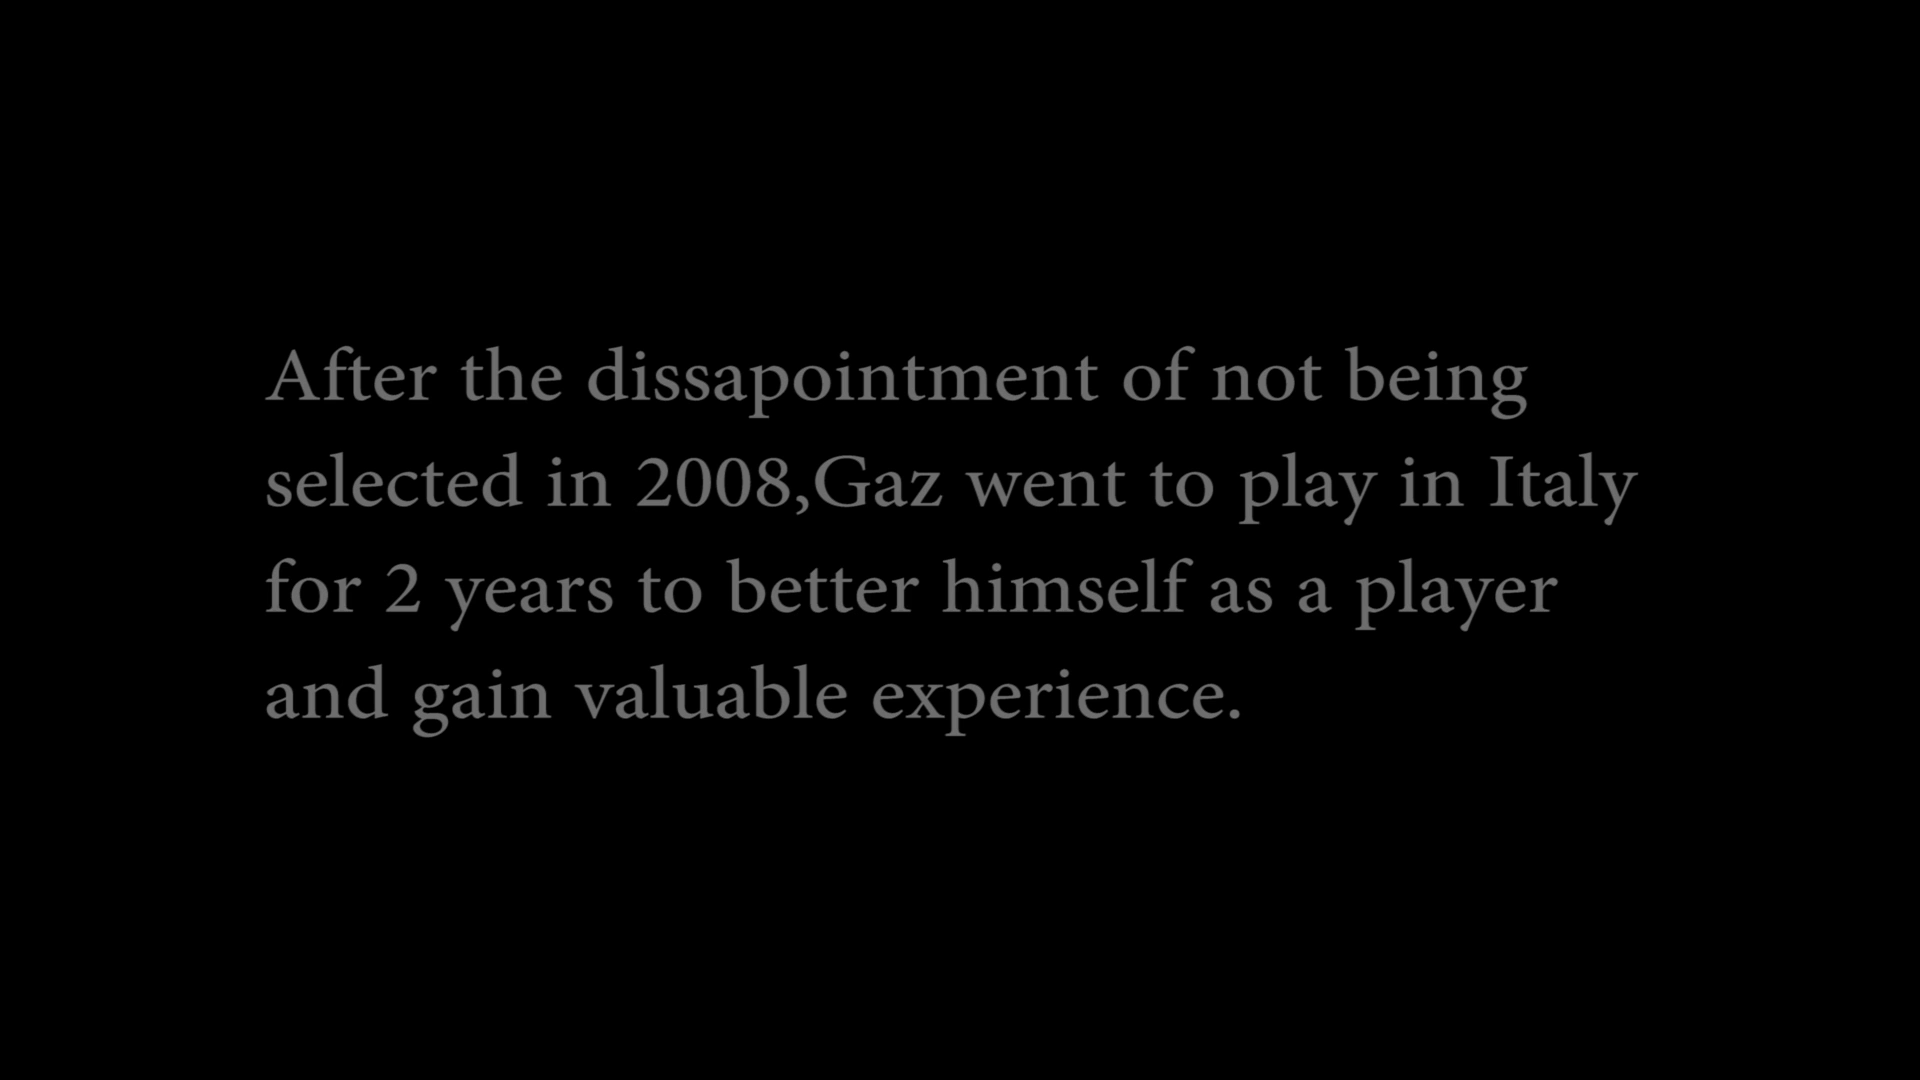 After the dissapointment of not being
selected in 2008,Gaz went to play in Italy
for 2 years to better himself as a player
and gain valuable experience.